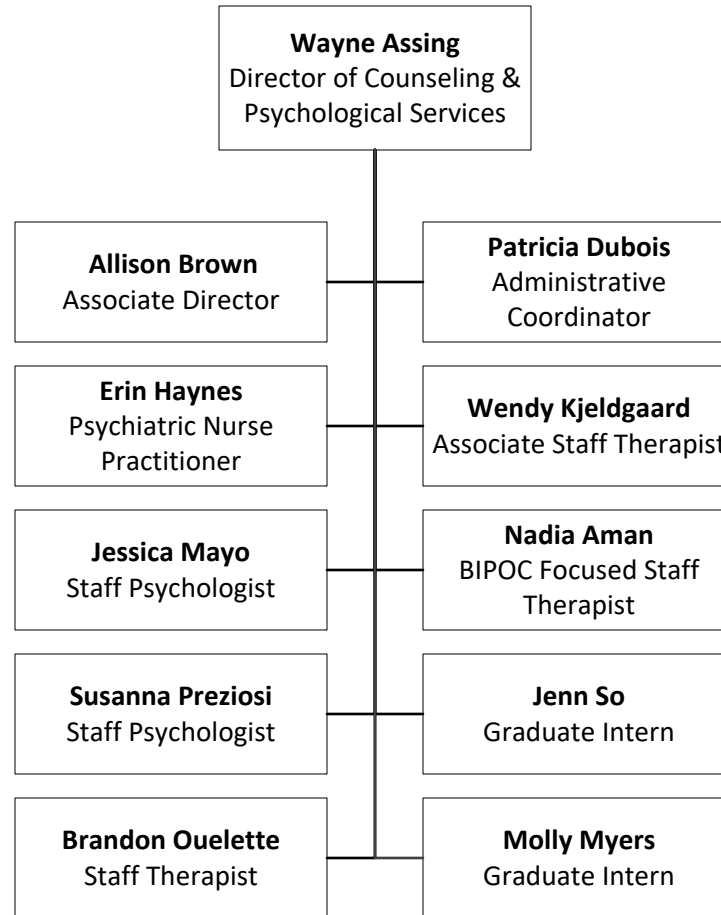 Wayne Assing
Director of Counseling &
Psychological Services
Allison Brown
Associate Director
Patricia Dubois
Administrative
Coordinator
Erin Haynes
Psychiatric Nurse
Practitioner
Wendy Kjeldgaard
Associate Staff Therapist
Jessica Mayo
Staff Psychologist
Nadia Aman
BIPOC Focused Staff
Therapist
Susanna Preziosi
Staff Psychologist
Jenn So
Graduate Intern
Brandon Ouelette
Staff Therapist
Molly Myers
Graduate Intern